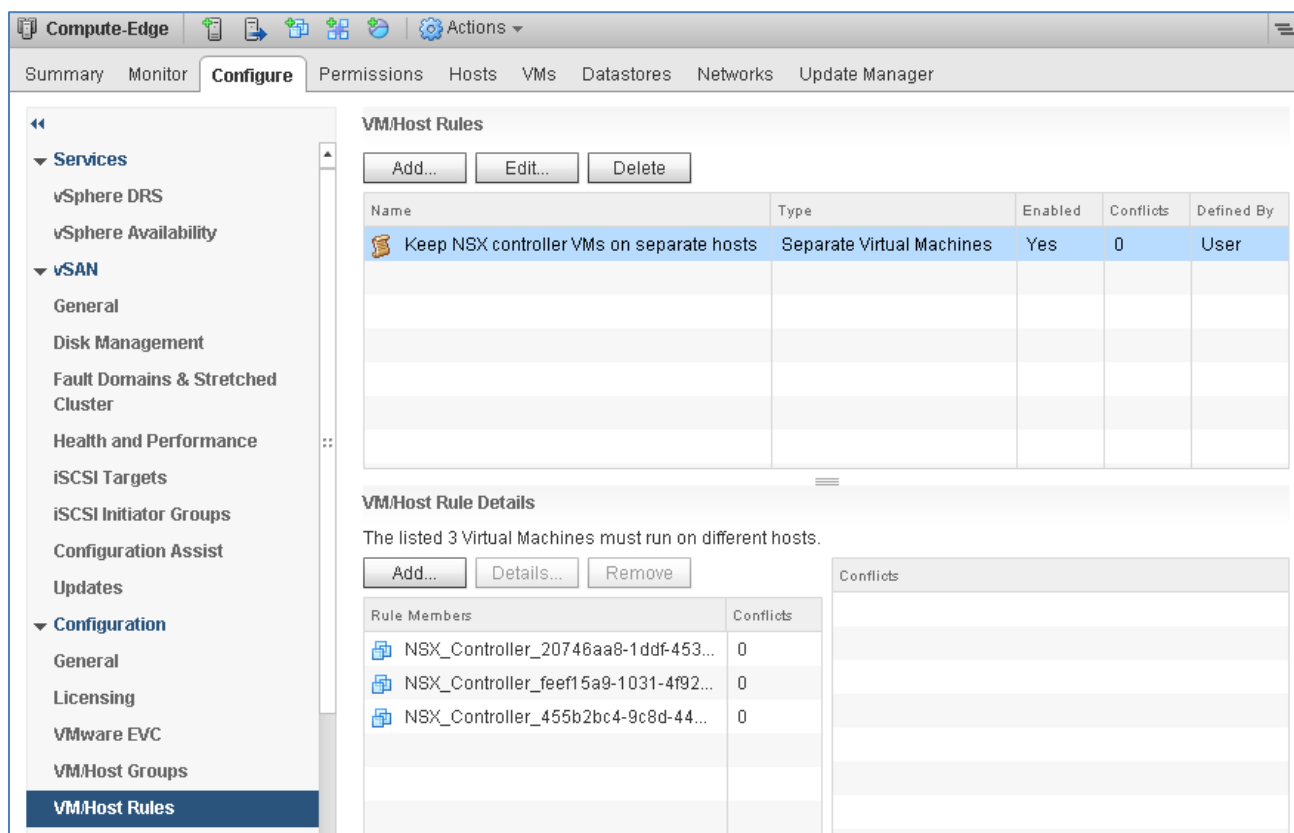 Compute-Edge Actions
Summary Monitor Configure Permissions Hosts VMs Datastores Networks Update Manager
Services
vSphere DRS
vSphere Availability
vSAN
General
Disk Management
Fault Domains & Stretched
Cluster
Health and Performance
iSCSI Targets
iSCSI Initiator Groups
Configuration Assist
Updates
Configuration
General
Licensing
VMware EVC
VM/Host Groups
VM/Host Rules
VM/Host Rules
Add... Edit... Delete
Name Type Enabled Conflicts Defined By
Keep NSX controller VMs on separate hosts Separate Virtual Machines Yes 0 User
VM/Host Rule Details
The listed 3 Virtual Machines must run on different hosts.
Add... Details... Remove
Rule Members Conflicts
NSX_Controller_20746aa8-1ddf-453... 0
NSX_Controller_feef15a9-1031-4f92... 0
NSX_Controller_455b2bc4-9c8d-44... 0
Conflicts